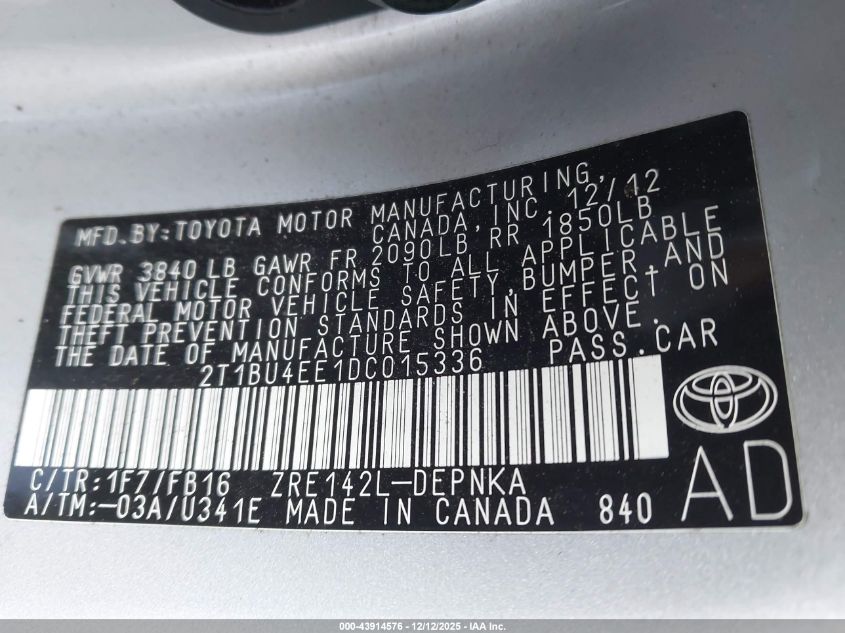 MFD.BY:TOYOTA MOTOR MANUFACTURING,
CANADA, INC. 12/12
GVWR 3840 LB GAWR FR 2090LB RR 1850LB
THIS VEHICLE CONFORMS TO ALL APPLICABLE
FEDERAL MOTOR VEHICLE SAFETY,BUMPER,AND
THEFT PREVENTION STANDARDS IN EFFECT ON
THE DATE OF MANUFACTURE SHOWN ABOVE.
2T1BU4EE1DC015336 PASS.CAR
C/TR:1F7/FB16 ZRE142L-DEPNKA
A/TM:-03A/U341E MADE IN CANADA 840
AD
000-43914576 - 12/12/2025 - IAA Inc.